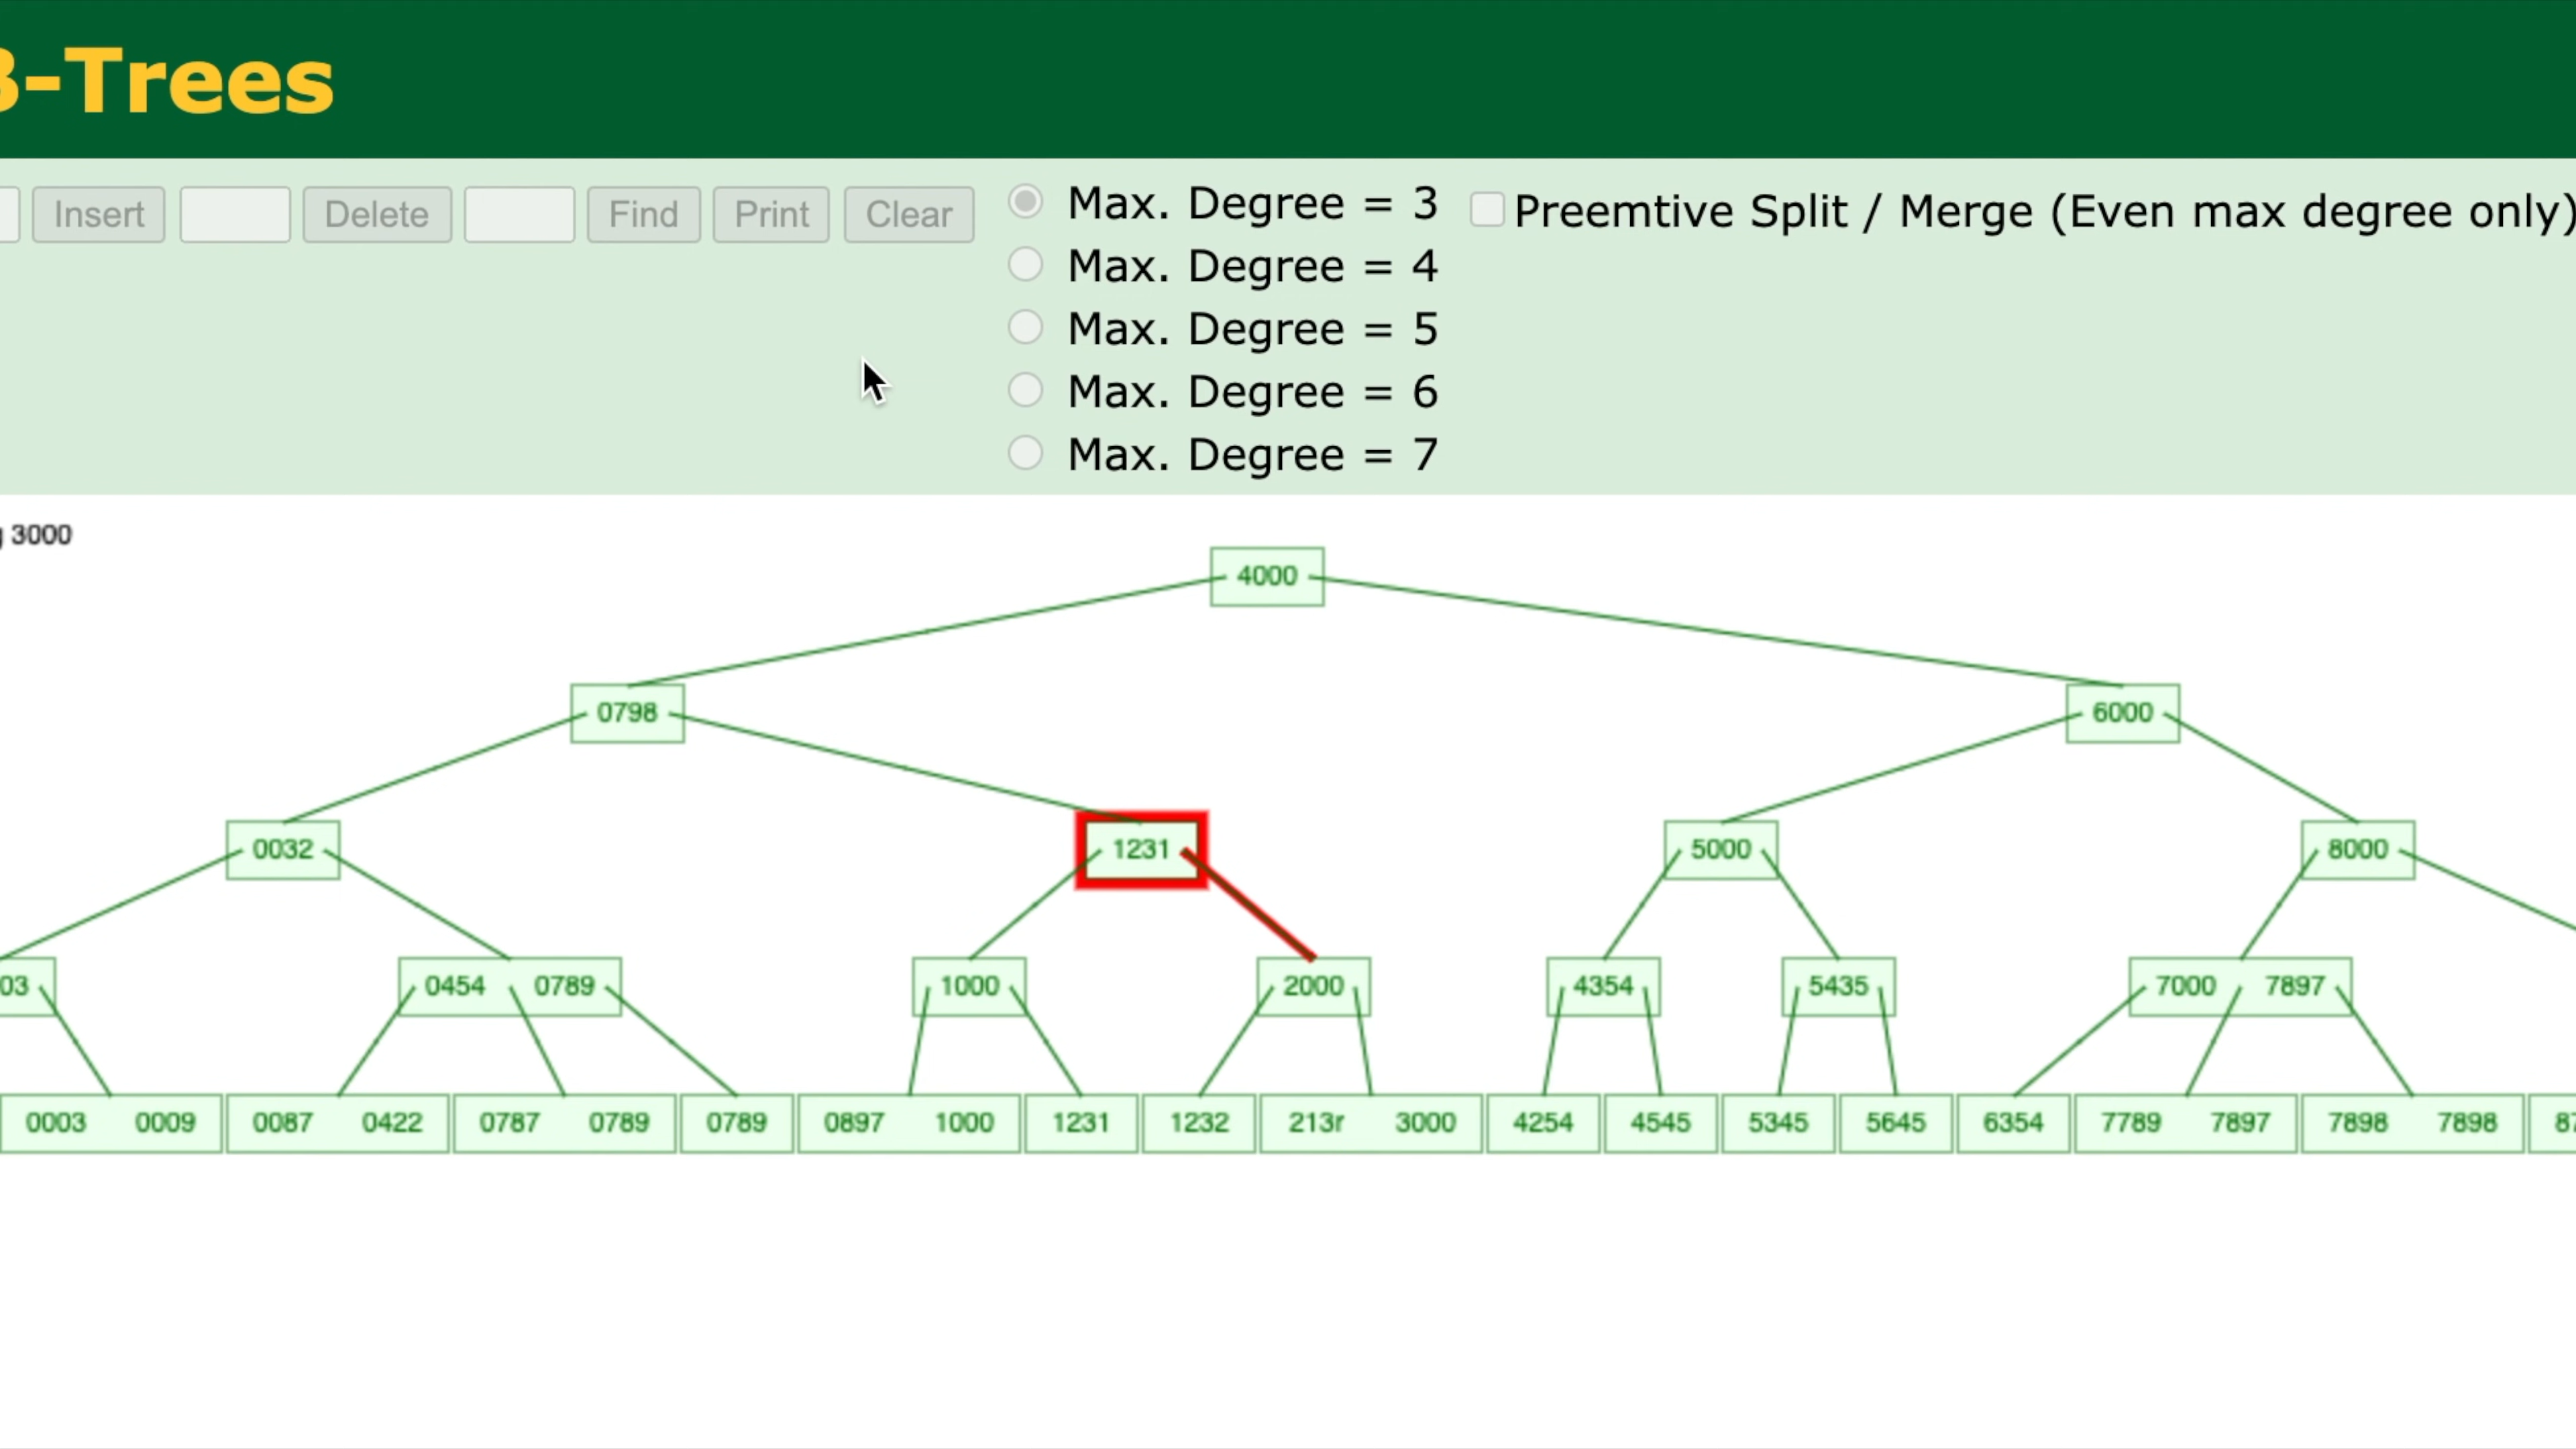 B-Trees
Insert Delete Find Print Clear
Max. Degree = 3
Preemtive Split / Merge (Even max degree only)
Max. Degree = 4
Max. Degree = 5
Max. Degree = 6
Max. Degree = 7
3000
4000
0798 6000
0032 1231 5000 8000
03 0454 0789 1000 2000 4354 5435 7000 7897
0003 0009 0087 0422 0787 0789 0789 0897 1000 1231 1232 213r 3000 4254 4545 5345 5645 6354 7789 7897 7898 7898